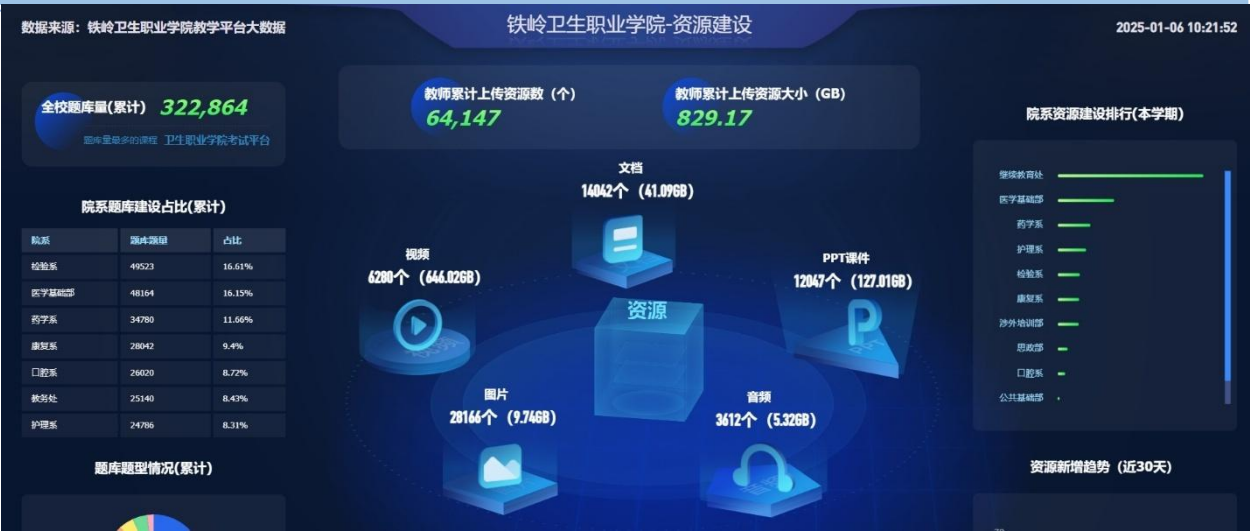 数据来源：铁岭卫生职业学院教学平台大数据
铁岭卫生职业学院-资源建设
2025-01-06 10:21:52
全校题库量(累计) 322,864
题库量最多的课程 卫生职业学院考试平台
教师累计上传资源数（个）
64,147
教师累计上传资源大小（GB）
829.17
院系题库建设占比(累计)
院系 题库题量 占比
检验系 49523 16.61%
医学基础部 48164 16.15%
药学系 34780 11.66%
康复系 28042 9.4%
口腔系 26020 8.72%
教务处 25140 8.43%
护理系 24786 8.31%
题库题型情况(累计)
文档
14042个（41.09GB）
视频
6280个（646.02GB）
PPT课件
12047个（127.01GB）
资源
图片
28166个（9.74GB）
音频
3612个（5.32GB）
院系资源建设排行(本学期)
继续教育处
医学基础部
药学系
护理系
检验系
康复系
涉外培训部
思政部
口腔系
公共基础部
资源新增趋势（近30天）